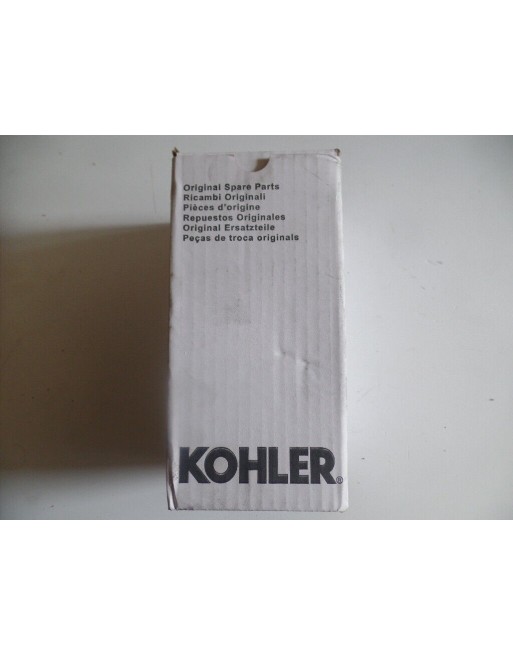 Original Spare Parts
Ricambi Originali
Pièces d'origine
Repuestos Originales
Original Ersatzteile
Peças de troca originals
KOHLER®